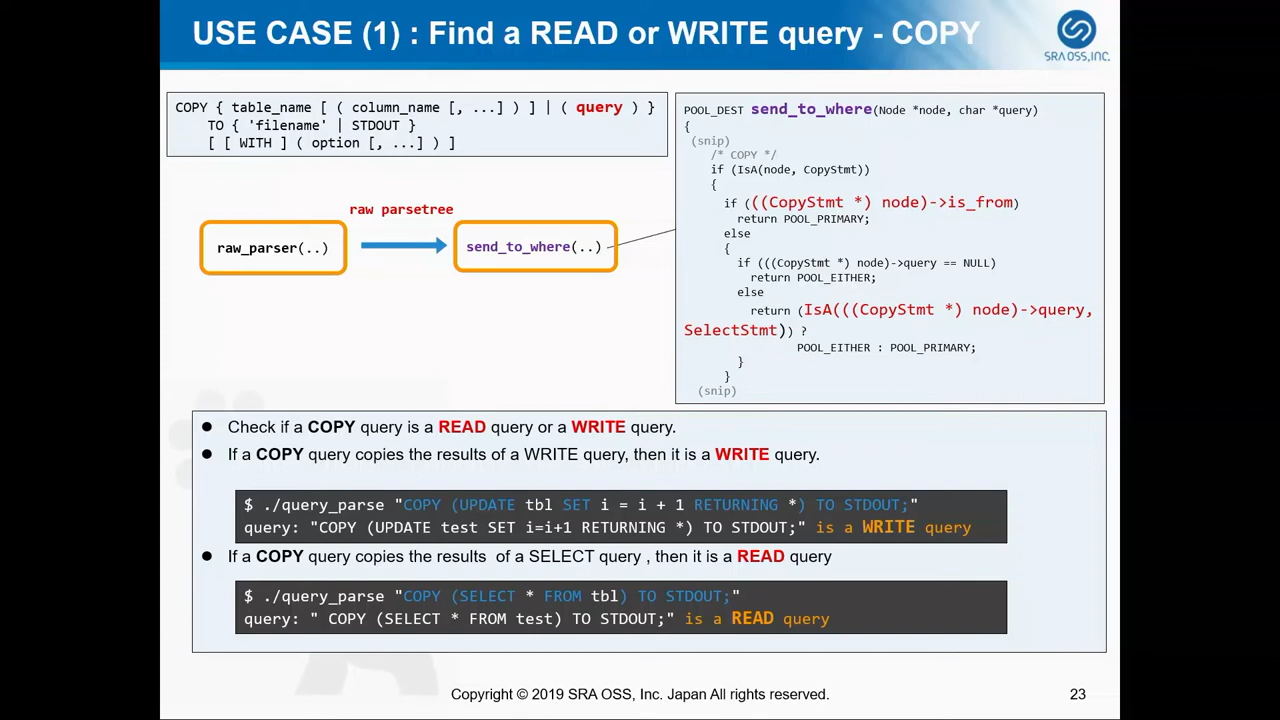 USE CASE (1) : Find a READ or WRITE query - COPY
SRA OSS, INC.
COPY { table_name [ ( column_name [, ...] ) ] | ( query ) }
TO { 'filename' | STDOUT }
[ [ WITH ] ( option [, ...] ) ]
raw parsetree
raw_parser(..)
send_to_where(..)
POOL_DEST send_to_where(Node *node, char *query)
{
(snip)
/* COPY */
if (IsA(node, CopyStmt))
{
if (((CopyStmt *) node)->is_from)
return POOL_PRIMARY;
else
{
if (((CopyStmt *) node)->query == NULL)
return POOL_EITHER;
else
return (IsA(((CopyStmt *) node)->query,
SelectStmt)) ?
POOL_EITHER : POOL_PRIMARY;
}
}
(snip)
● Check if a COPY query is a READ query or a WRITE query.
● If a COPY query copies the results of a WRITE query, then it is a WRITE query.
$ ./query_parse "COPY (UPDATE tbl SET i = i + 1 RETURNING *) TO STDOUT;"
query: "COPY (UPDATE test SET i=i+1 RETURNING *) TO STDOUT;" is a WRITE query
● If a COPY query copies the results  of a SELECT query , then it is a READ query
$ ./query_parse "COPY (SELECT * FROM tbl) TO STDOUT;"
query: " COPY (SELECT * FROM test) TO STDOUT;" is a READ query
Copyright © 2019 SRA OSS, Inc. Japan All rights reserved.
23